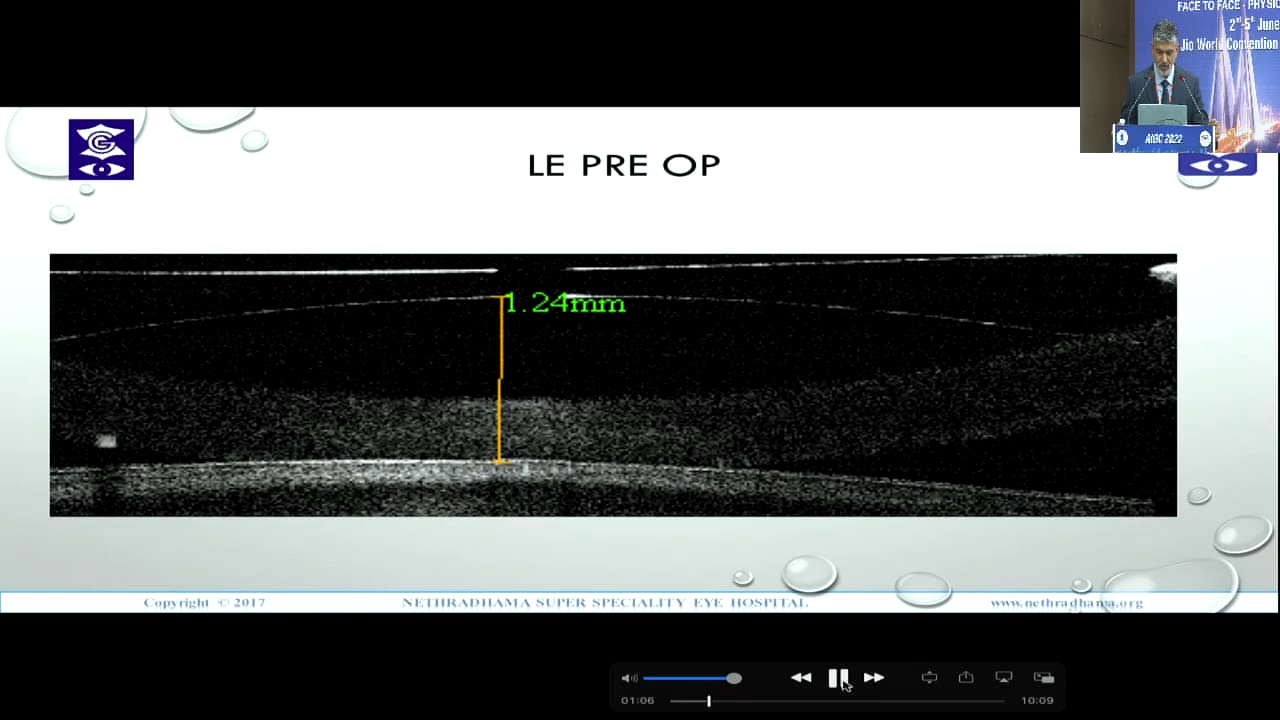 FACE TO FACE - PHYSIC
2nd-5th June
Jio World Convention
AIOC 2022
LE PRE OP
1.24mm
Copyright © 2017
NETHRADHAMA SUPER SPECIALITY EYE HOSPITAL
www.nethradhama.org
01:06
10:09